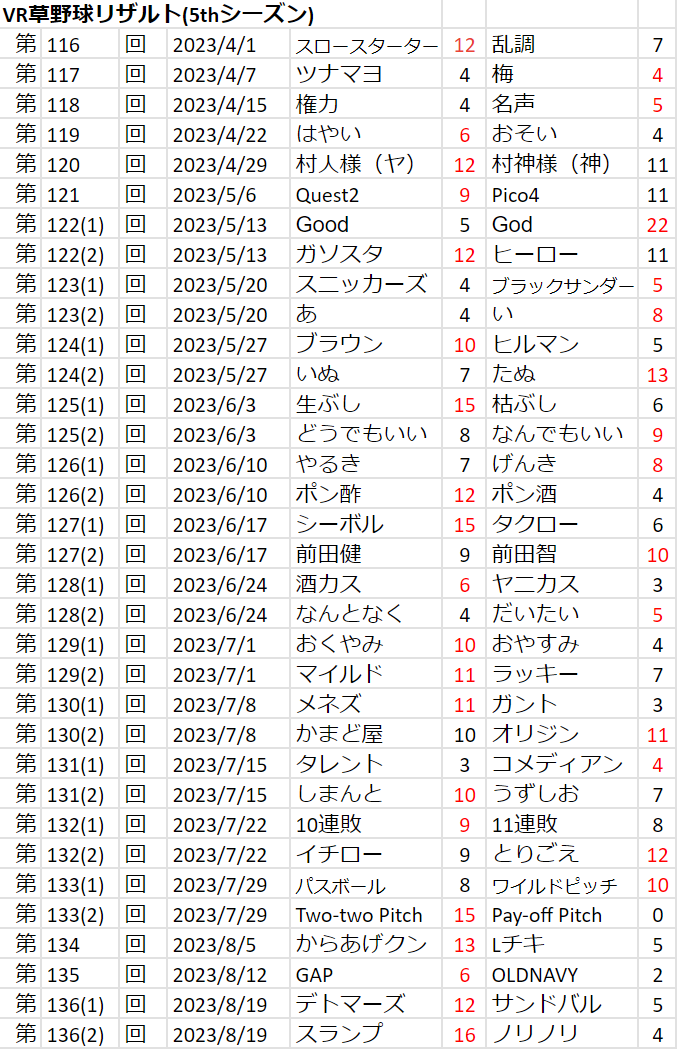 VR草野球リザルト(5thシーズン)
第 116 回 2023/4/1 スロースターター 12 乱調 7
第 117 回 2023/4/7 ツナマヨ 4 梅 4
第 118 回 2023/4/15 権力 4 名声 5
第 119 回 2023/4/22 はやい 6 おそい 4
第 120 回 2023/4/29 村人様（ヤ） 12 村神様（神） 11
第 121 回 2023/5/6 Quest2 9 Pico4 11
第 122(1) 回 2023/5/13 Good 5 God 22
第 122(2) 回 2023/5/13 ガソスタ 12 ヒーロー 11
第 123(1) 回 2023/5/20 スニッカーズ 4 ブラックサンダー 5
第 123(2) 回 2023/5/20 あ 4 い 8
第 124(1) 回 2023/5/27 ブラウン 10 ヒルマン 5
第 124(2) 回 2023/5/27 いぬ 7 たぬ 13
第 125(1) 回 2023/6/3 生ぶし 15 枯ぶし 6
第 125(2) 回 2023/6/3 どうでもいい 8 なんでもいい 9
第 126(1) 回 2023/6/10 やるき 7 げんき 8
第 126(2) 回 2023/6/10 ポン酢 12 ポン酒 4
第 127(1) 回 2023/6/17 シーボル 15 タクロー 6
第 127(2) 回 2023/6/17 前田健 9 前田智 10
第 128(1) 回 2023/6/24 酒カス 6 ヤニカス 3
第 128(2) 回 2023/6/24 なんとなく 4 だいたい 5
第 129(1) 回 2023/7/1 おくやみ 10 おやすみ 4
第 129(2) 回 2023/7/1 マイルド 11 ラッキー 7
第 130(1) 回 2023/7/8 メネズ 11 ガント 3
第 130(2) 回 2023/7/8 かまど屋 10 オリジン 11
第 131(1) 回 2023/7/15 タレント 3 コメディアン 4
第 131(2) 回 2023/7/15 しまんと 10 うずしお 7
第 132(1) 回 2023/7/22 10連敗 9 11連敗 8
第 132(2) 回 2023/7/22 イチロー 9 とりごえ 12
第 133(1) 回 2023/7/29 パスボール 8 ワイルドピッチ 10
第 133(2) 回 2023/7/29 Two-two Pitch 15 Pay-off Pitch 0
第 134 回 2023/8/5 からあげクン 13 Lチキ 5
第 135 回 2023/8/12 GAP 6 OLDNAVY 2
第 136(1) 回 2023/8/19 デトマーズ 12 サンドバル 5
第 136(2) 回 2023/8/19 スランプ 16 ノリノリ 4